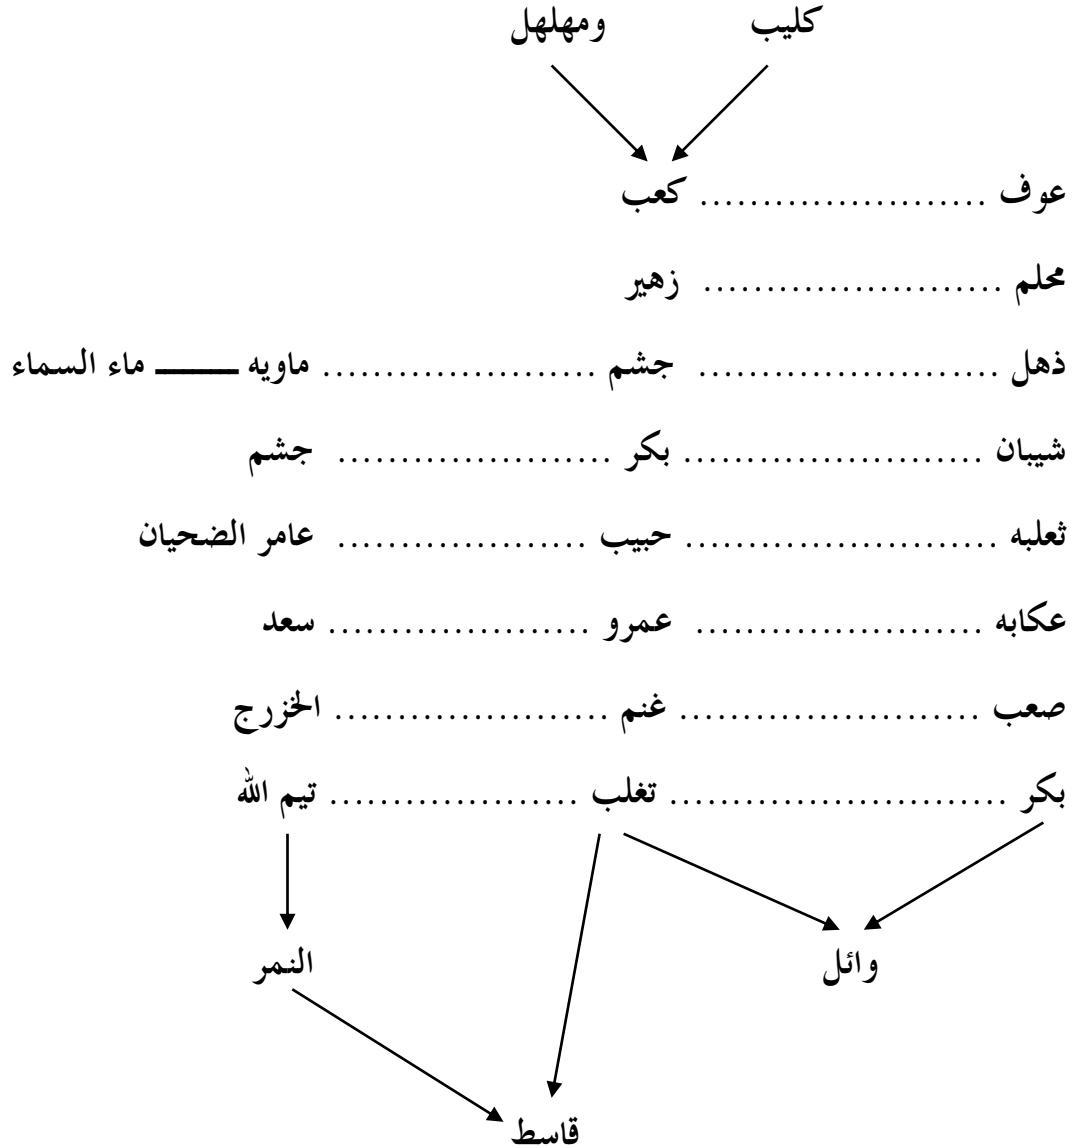 كليب ومهلهل
عوف ....................... كعب
محلم ........................ زهير
ذهل ........................ جشم ...................... ماويه ـــــــ ماء السماء
شيبان ........................ بكر ...................... جشم
ثعلبه ......................... حبيب .................... عامر الضحيان
عكابه ....................... عمرو ..................... سعد
صعب ........................ غنم ...................... الخزرج
بكر ........................... تغلب .................... تيم الله
وائل النمر
قاسط